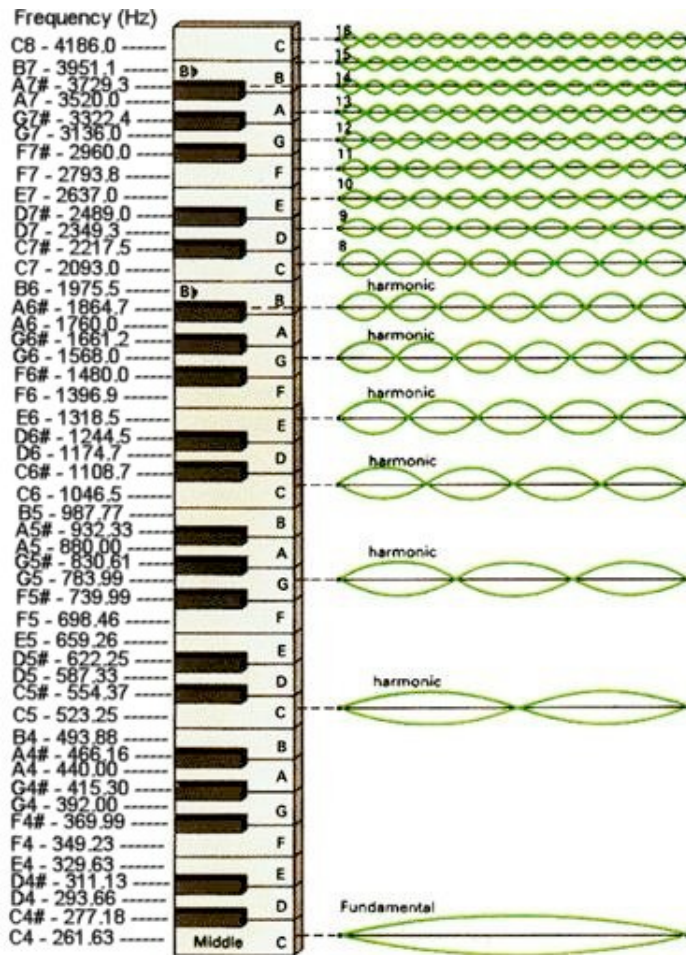 Frequency (Hz)
C8 - 4186.0 -----
B7 - 3951.1 --
A7# - 3729.3
A7 - 3520.0 ----
G7# - 3322.4
G7 - 3136.0 ----
F7# - 2960.0 ---
F7 - 2793.8 -----
E7 - 2637.0 -----
D7# - 2489.0 ---
D7 - 2349.3 -----
C7# - 2217.5 ---
C7 - 2093.0 -----
B6 - 1975.5 --
A6# - 1864.7
A6 - 1760.0 ----
G6# - 1661.2
G6 - 1568.0 ----
F6# - 1480.0 ---
F6 - 1396.9 -----
E6 - 1318.5 -----
D6# - 1244.5 ---
D6 - 1174.7 -----
C6# - 1108.7 ---
C6 - 1046.5 -----
B5 - 987.77 ----
A5# - 932.33 ---
A5 - 880.00 ----
G5# - 830.61 ---
G5 - 783.99 ----
F5# - 739.99 ----
F5 - 698.46 -----
E5 - 659.26 -----
D5# - 622.25 ----
D5 - 587.33 -----
C5# - 554.37 ----
C5 - 523.25 -----
B4 - 493.88 -----
A4# - 466.16 ---
A4 - 440.00 -----
G4# - 415.30 ---
G4 - 392.00 -----
F4# - 369.99 ----
F4 - 349.23 -----
E4 - 329.63 -----
D4# - 311.13 ----
D4 - 293.66 -----
C4# - 277.18 ----
C4 - 261.63 -----
C
B♭
B
A
G
F
E
D
C
B♭
B
A
G
F
E
D
C
B
A
G
F
E
D
C
B
A
G
F
E
D
Middle C
16
15
14
13
12
11
10
9
8
harmonic
harmonic
harmonic
harmonic
harmonic
harmonic
Fundamental